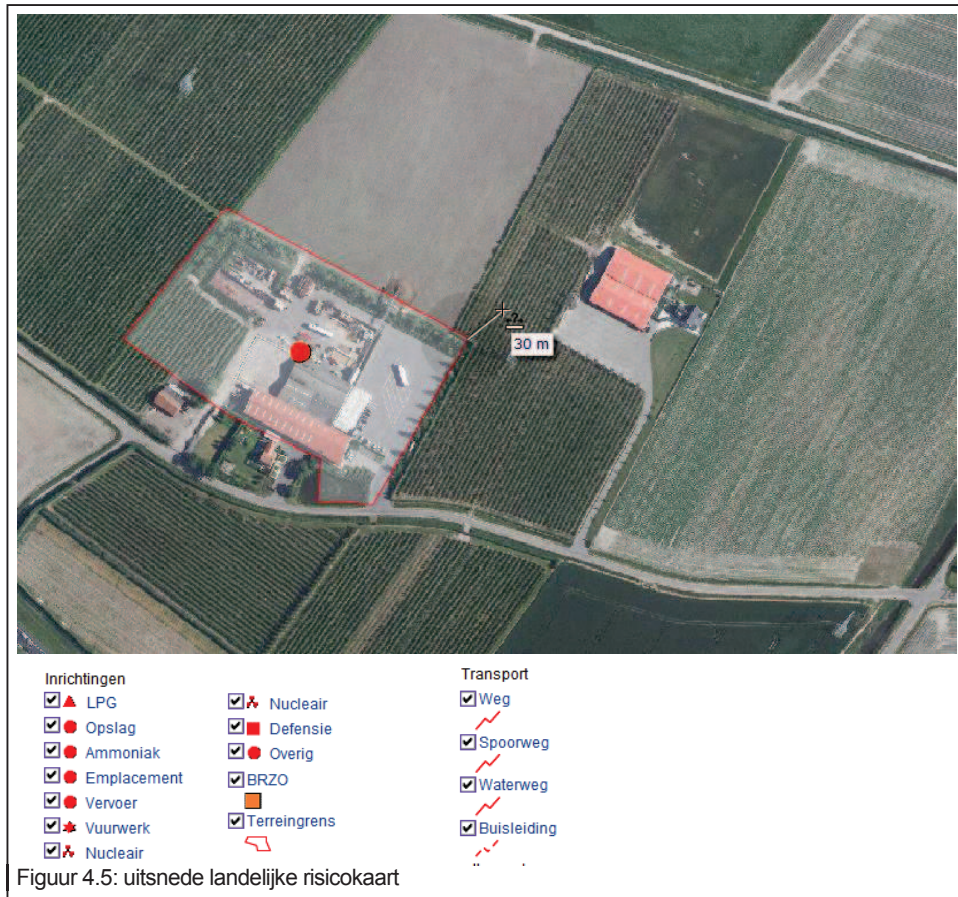 30 m
Inrichtingen
LPG
Opslag
Ammoniak
Emplacement
Vervoer
Vuurwerk
Nucleair
Nucleair
Defensie
Overig
BRZO
Terreingrens
Transport
Weg
Spoorweg
Waterweg
Buisleiding
Figuur 4.5: uitsnede landelijke risicokaart